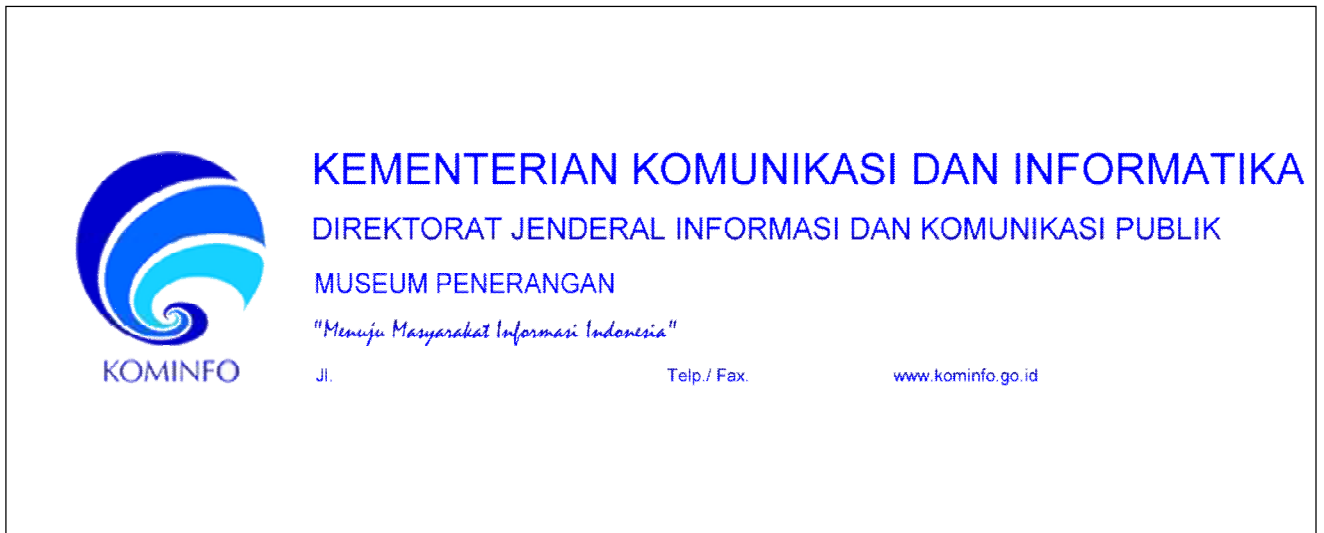 KEMENTERIAN KOMUNIKASI DAN INFORMATIKA
DIREKTORAT JENDERAL INFORMASI DAN KOMUNIKASI PUBLIK
MUSEUM PENERANGAN
"Menuju Masyarakat Informasi Indonesia"
KOMINFO
Jl. Telp./ Fax. www.kominfo.go.id